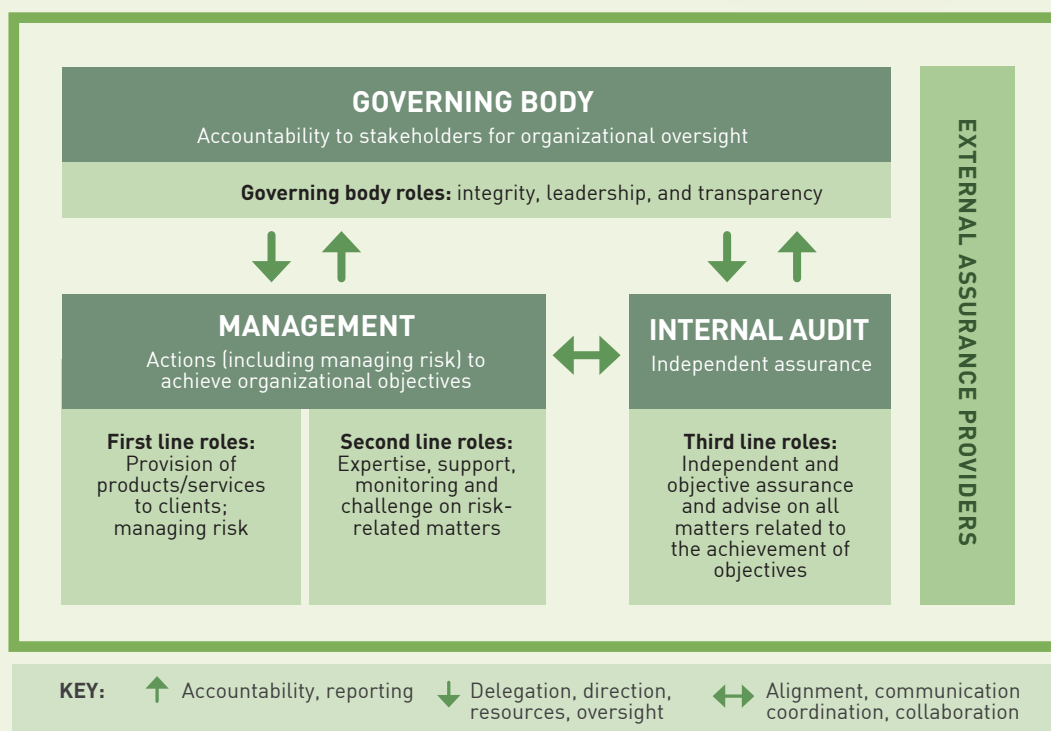 GOVERNING BODY
Accountability to stakeholders for organizational oversight
Governing body roles: integrity, leadership, and transparency
MANAGEMENT
Actions (including managing risk) to
achieve organizational objectives
First line roles:
Provision of
products/services
to clients;
managing risk
Second line roles:
Expertise, support,
monitoring and
challenge on risk-
related matters
INTERNAL AUDIT
Independent assurance
Third line roles:
Independent and
objective assurance
and advise on all
matters related to
the achievement of
objectives
EXTERNAL ASSURANCE PROVIDERS
KEY:
Accountability, reporting
Delegation, direction,
resources, oversight
Alignment, communication
coordination, collaboration